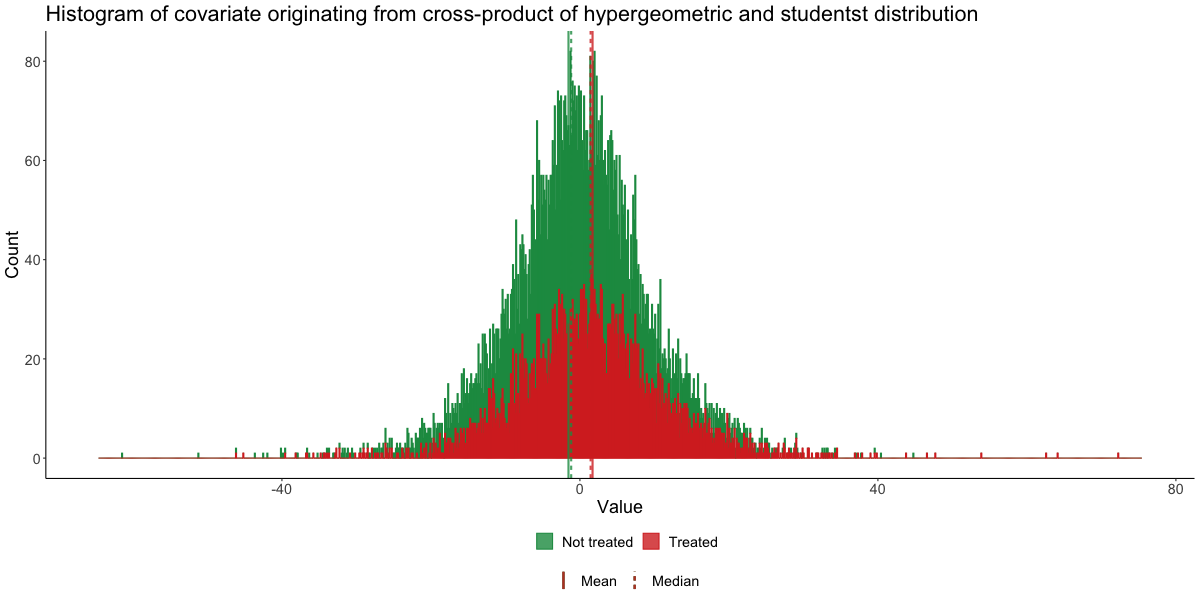 Histogram of covariate originating from cross-product of hypergeometric and studentst distribution
80
60
40
20
0
Count
-40 0 40 80
Value
Not treated Treated
Mean Median